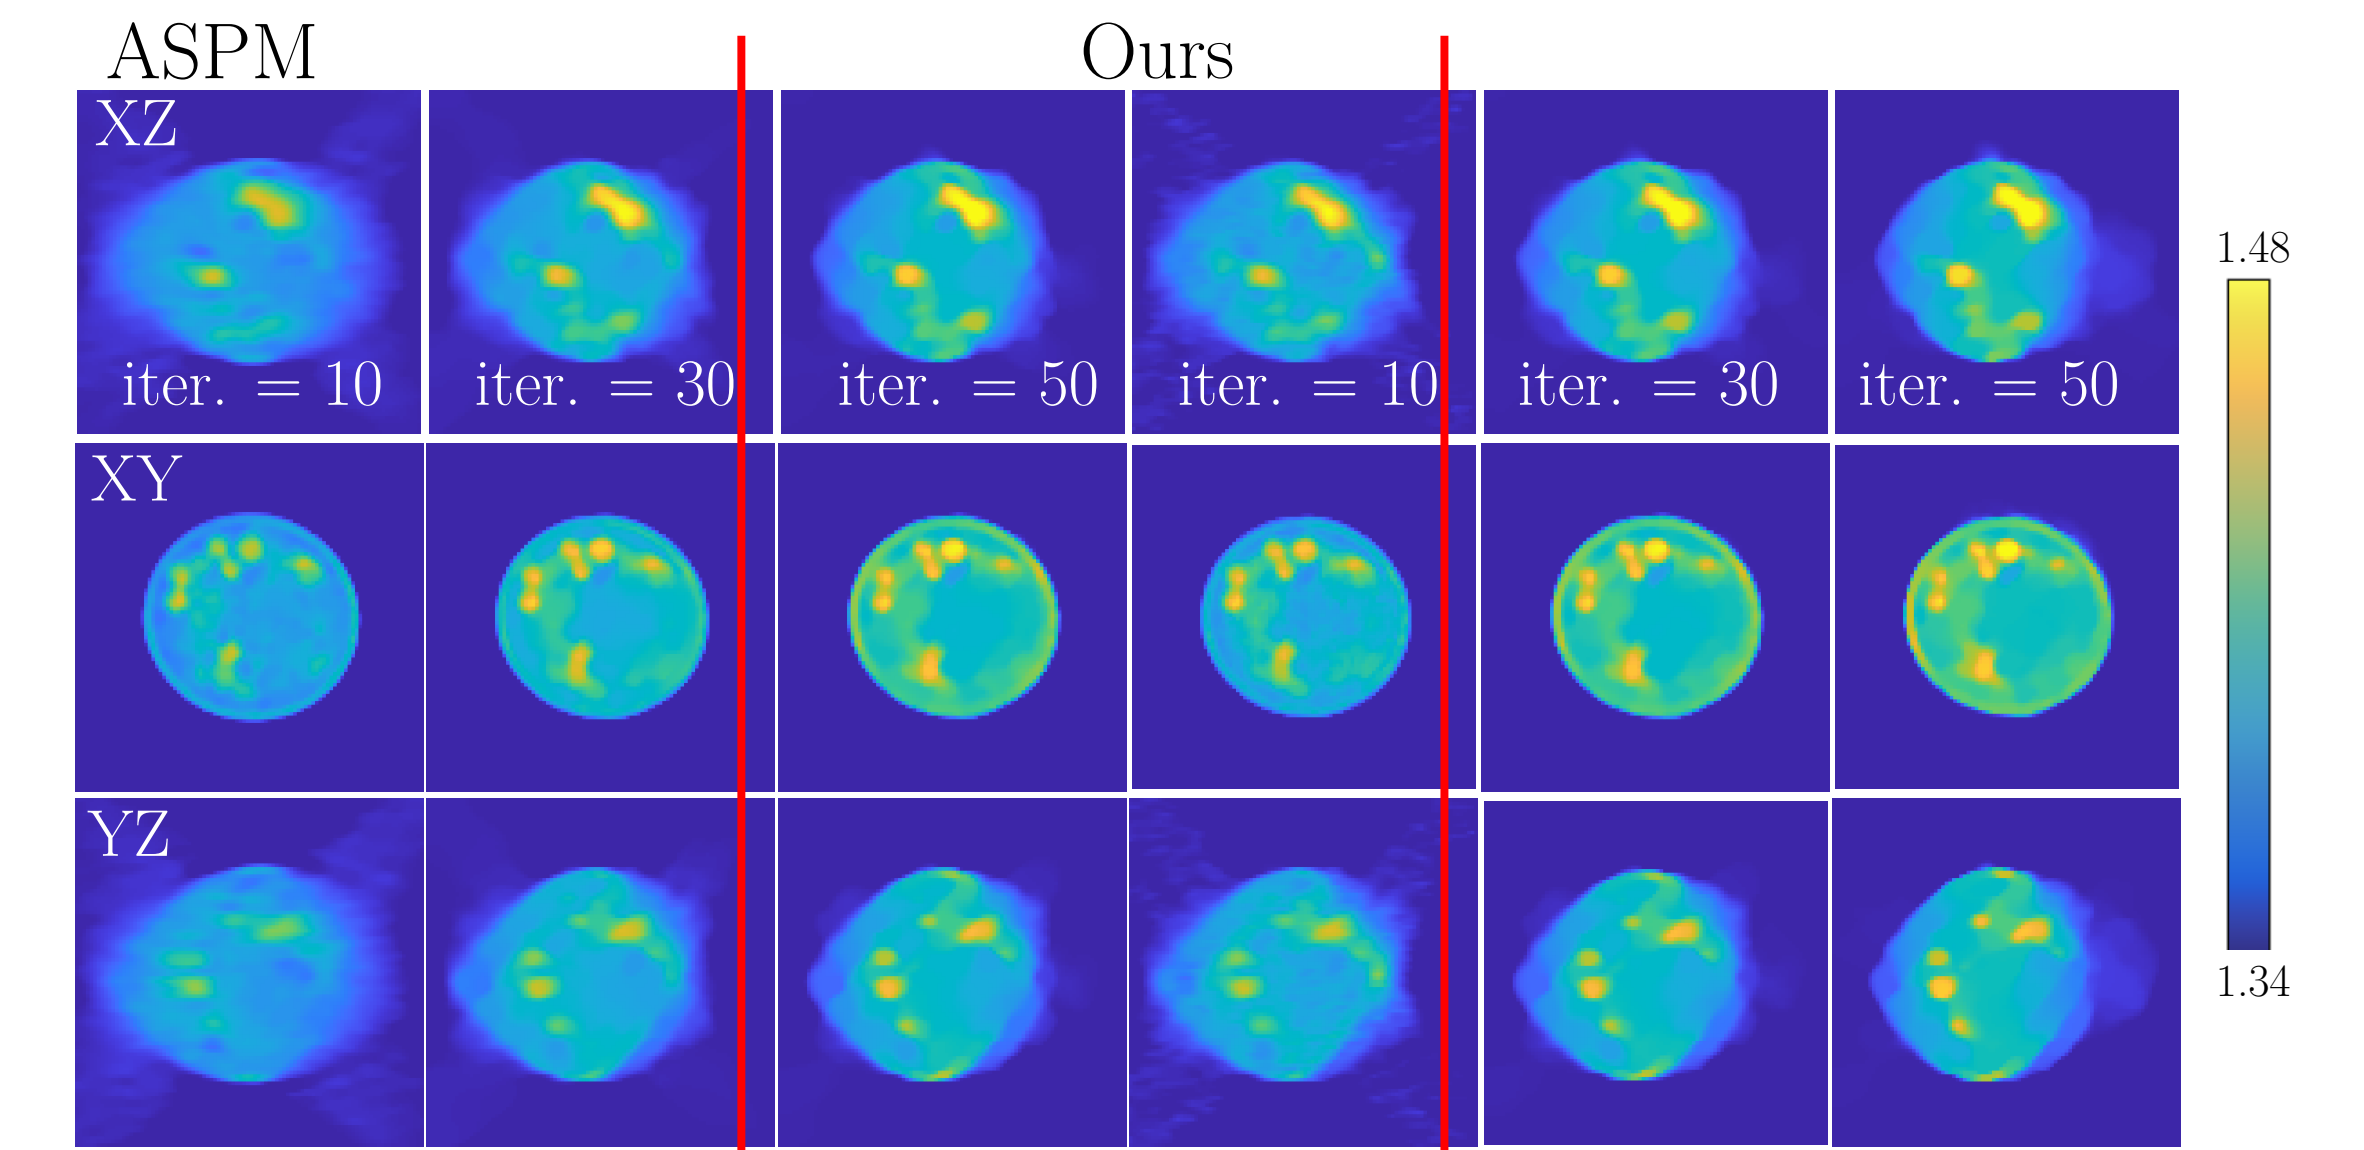 ASPM Ours
XZ
iter. = 10 iter. = 30 iter. = 50 iter. = 10 iter. = 30 iter. = 50
XY
YZ
1.48
1.34